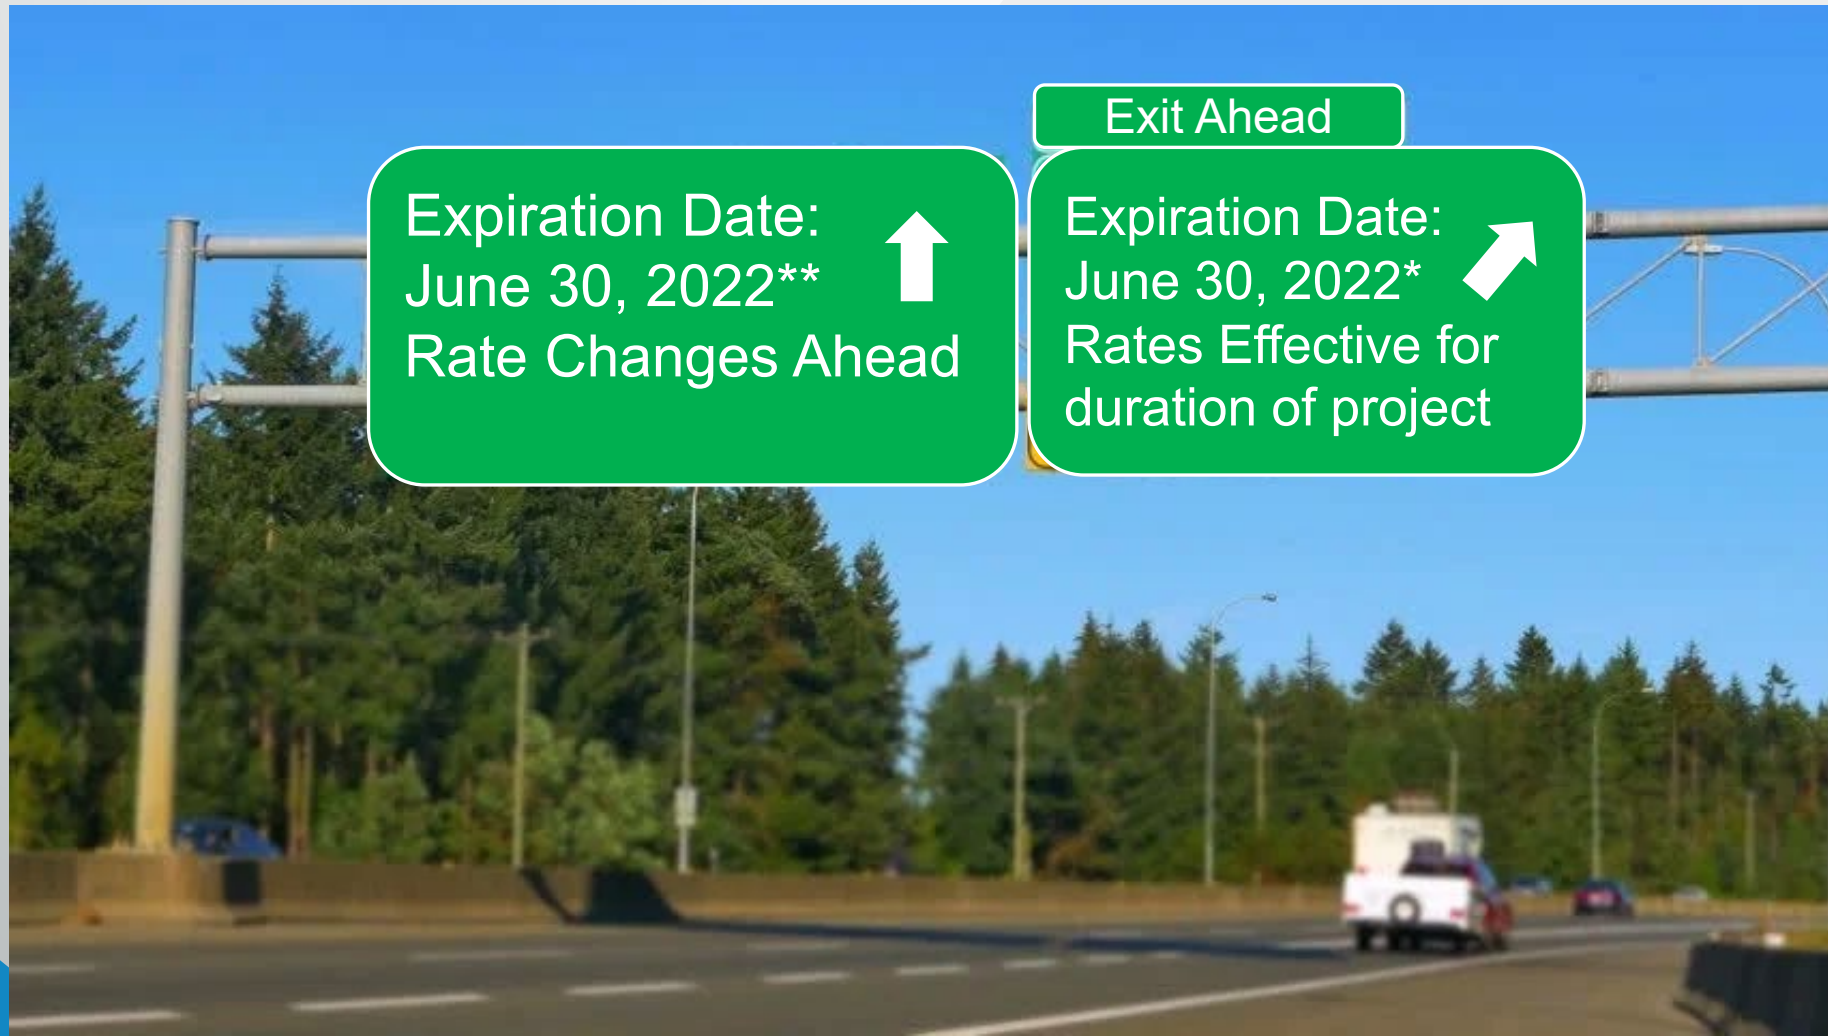 Exit Ahead
Expiration Date:
June 30, 2022**
Rate Changes Ahead
Expiration Date:
June 30, 2022*
Rates Effective for
duration of project